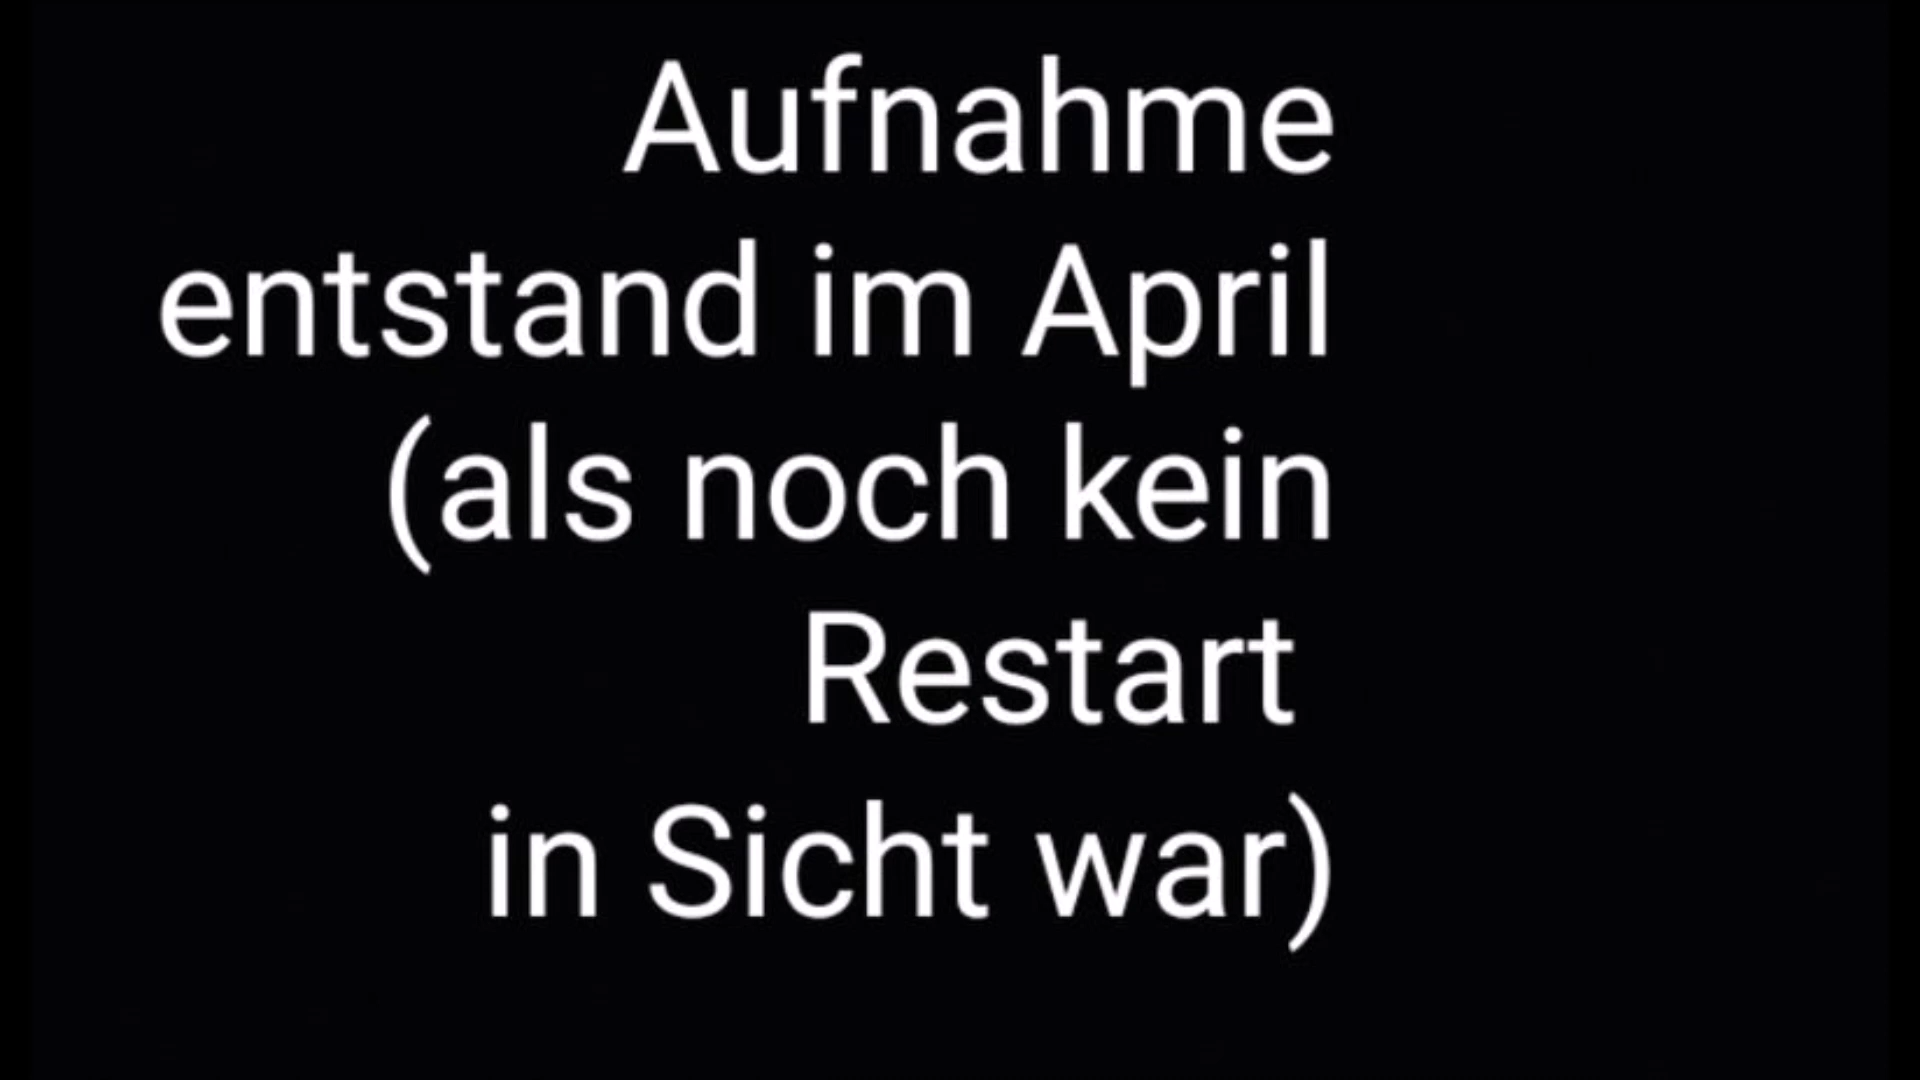 Aufnahme
entstand im April
(als noch kein
Restart
in Sicht war)